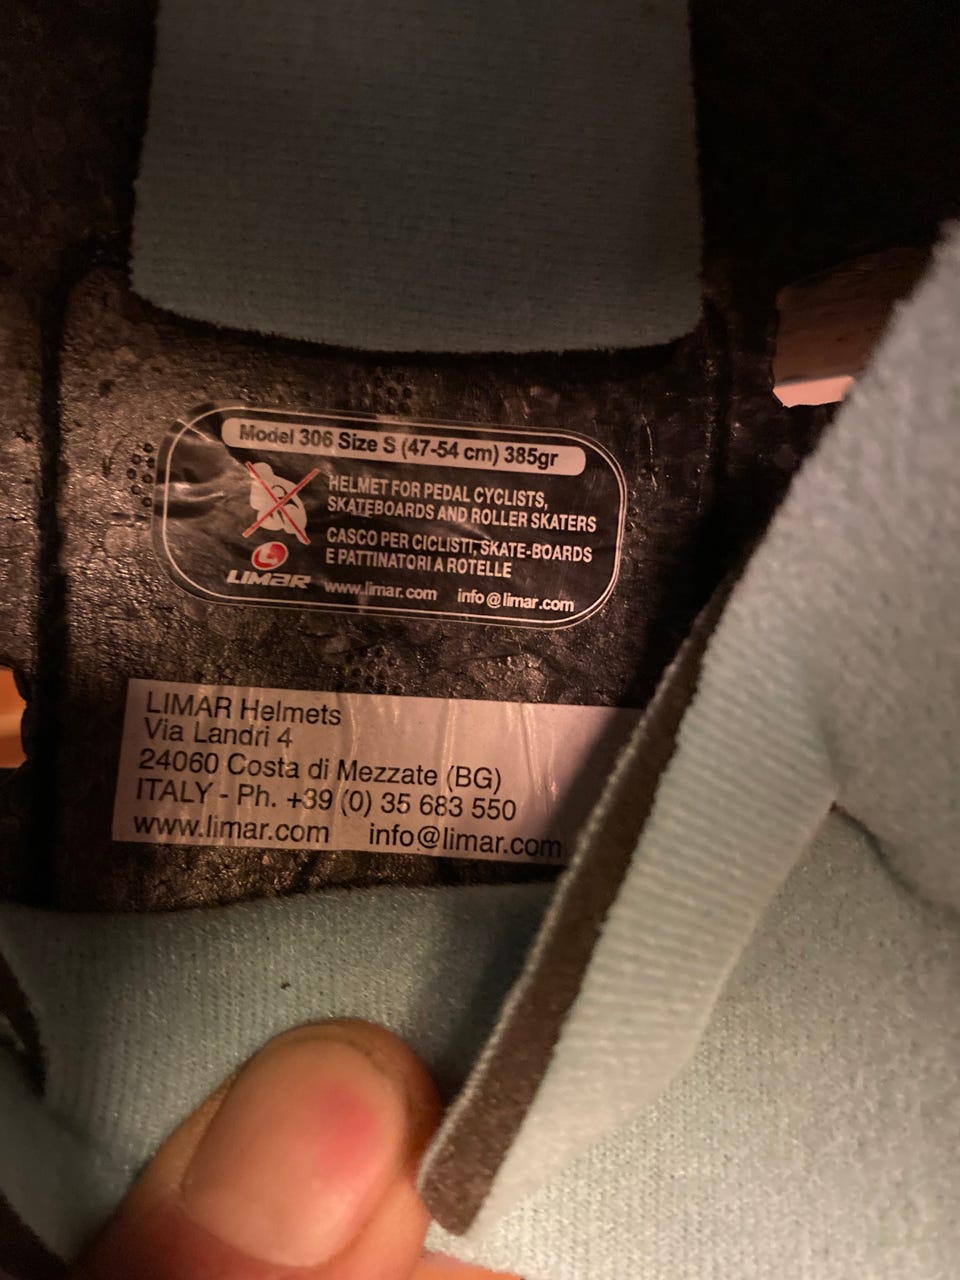 Model 306 Size S (47-54 cm) 385gr
HELMET FOR PEDAL CYCLISTS,
SKATEBOARDS AND ROLLER SKATERS
CASCO PER CICLISTI, SKATE-BOARDS
E PATTINATORI A ROTELLE
LIMAR www.limar.com info@limar.com
LIMAR Helmets
Via Landri 4
24060 Costa di Mezzate (BG)
ITALY - Ph. +39 (0) 35 683 550
www.limar.com info@limar.com